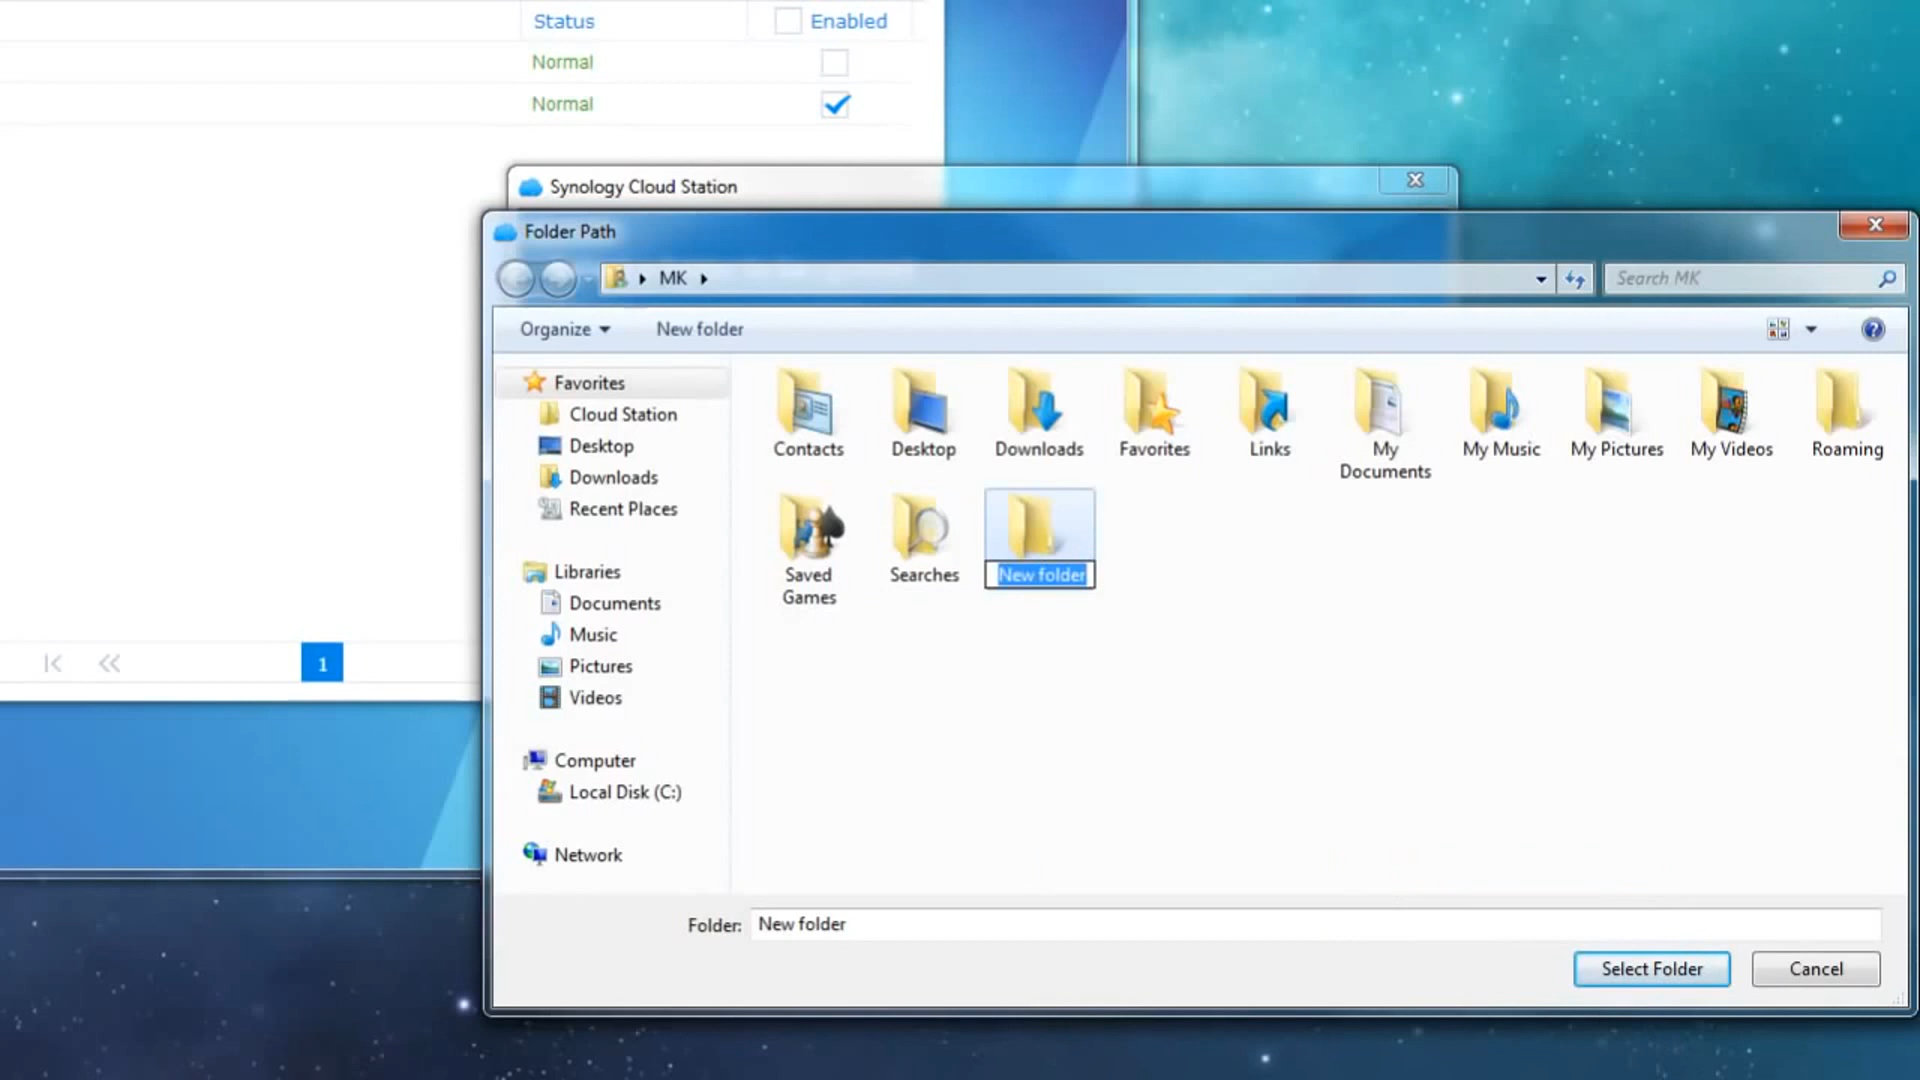 Status
Enabled
Normal
Normal
Synology Cloud Station
Folder Path
MK
Search MK
Organize
New folder
Favorites
Cloud Station
Desktop
Downloads
Recent Places
Libraries
Documents
Music
Pictures
Videos
Computer
Local Disk (C:)
Network
Contacts
Desktop
Downloads
Favorites
Links
My
Documents
My Music
My Pictures
My Videos
Roaming
Saved
Games
Searches
New folder
1
Folder:
New folder
Select Folder
Cancel